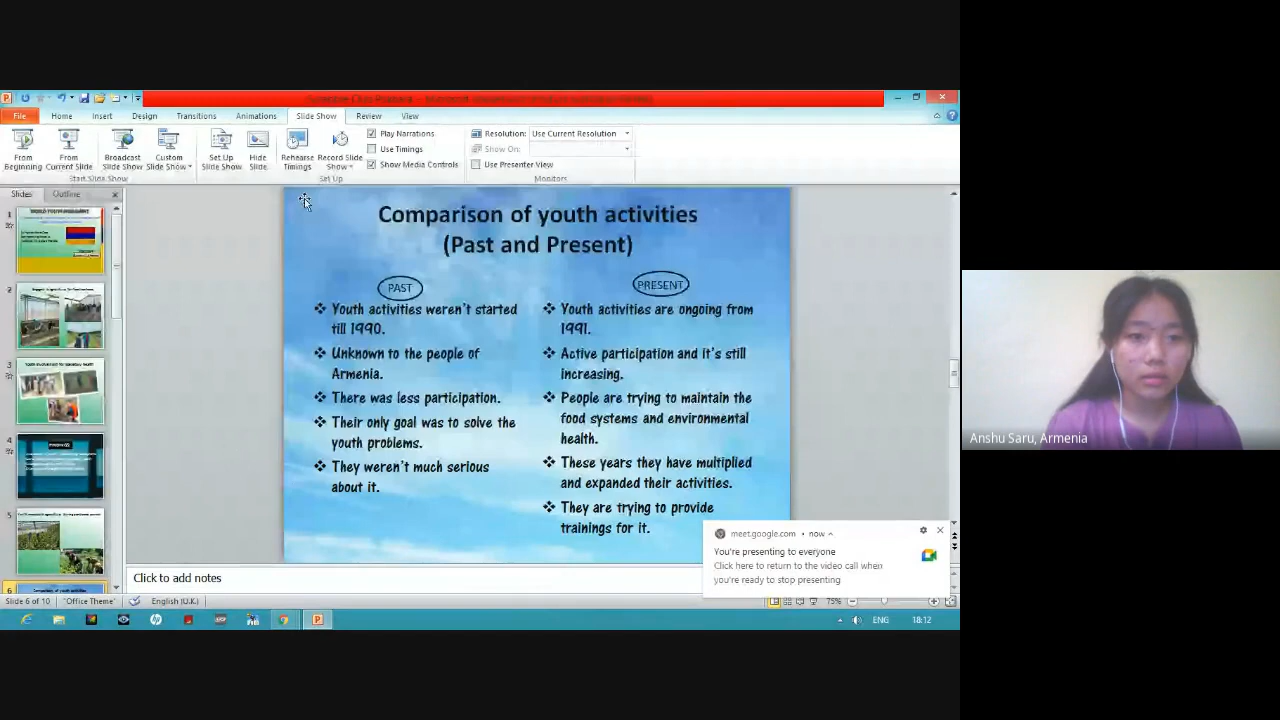 File Home Insert Design Transitions Animations Slide Show Review View
From Beginning
From Current Slide
Broadcast Slide Show
Custom Slide Show
Set Up Slide Show
Hide Slide
Rehearse Timings
Record Slide Show
Play Narrations
Use Timings
Show Media Controls
Resolution: Use Current Resolution
Show On:
Use Presenter View
Start Slide Show
Set Up
Monitors
Slides Outline
1
2
3
4
5
6
Comparison of youth activities
(Past and Present)
PAST
Youth activities weren't started
till 1990.
Unknown to the people of
Armenia.
There was less participation.
Their only goal was to solve the
youth problems.
They weren't much serious
about it.
PRESENT
Youth activities are ongoing from
1991.
Active participation and it's still
increasing.
People are trying to maintain the
food systems and environmental
health.
These years they have multiplied
and expanded their activities.
They are trying to provide
trainings for it.
meet.google.com • now
You're presenting to everyone
Click here to return to the video call when
you're ready to stop presenting
Click to add notes
Slide 6 of 10 "Office Theme" English (U.K.) 75%
ENG 18:12
Anshu Saru, Armenia